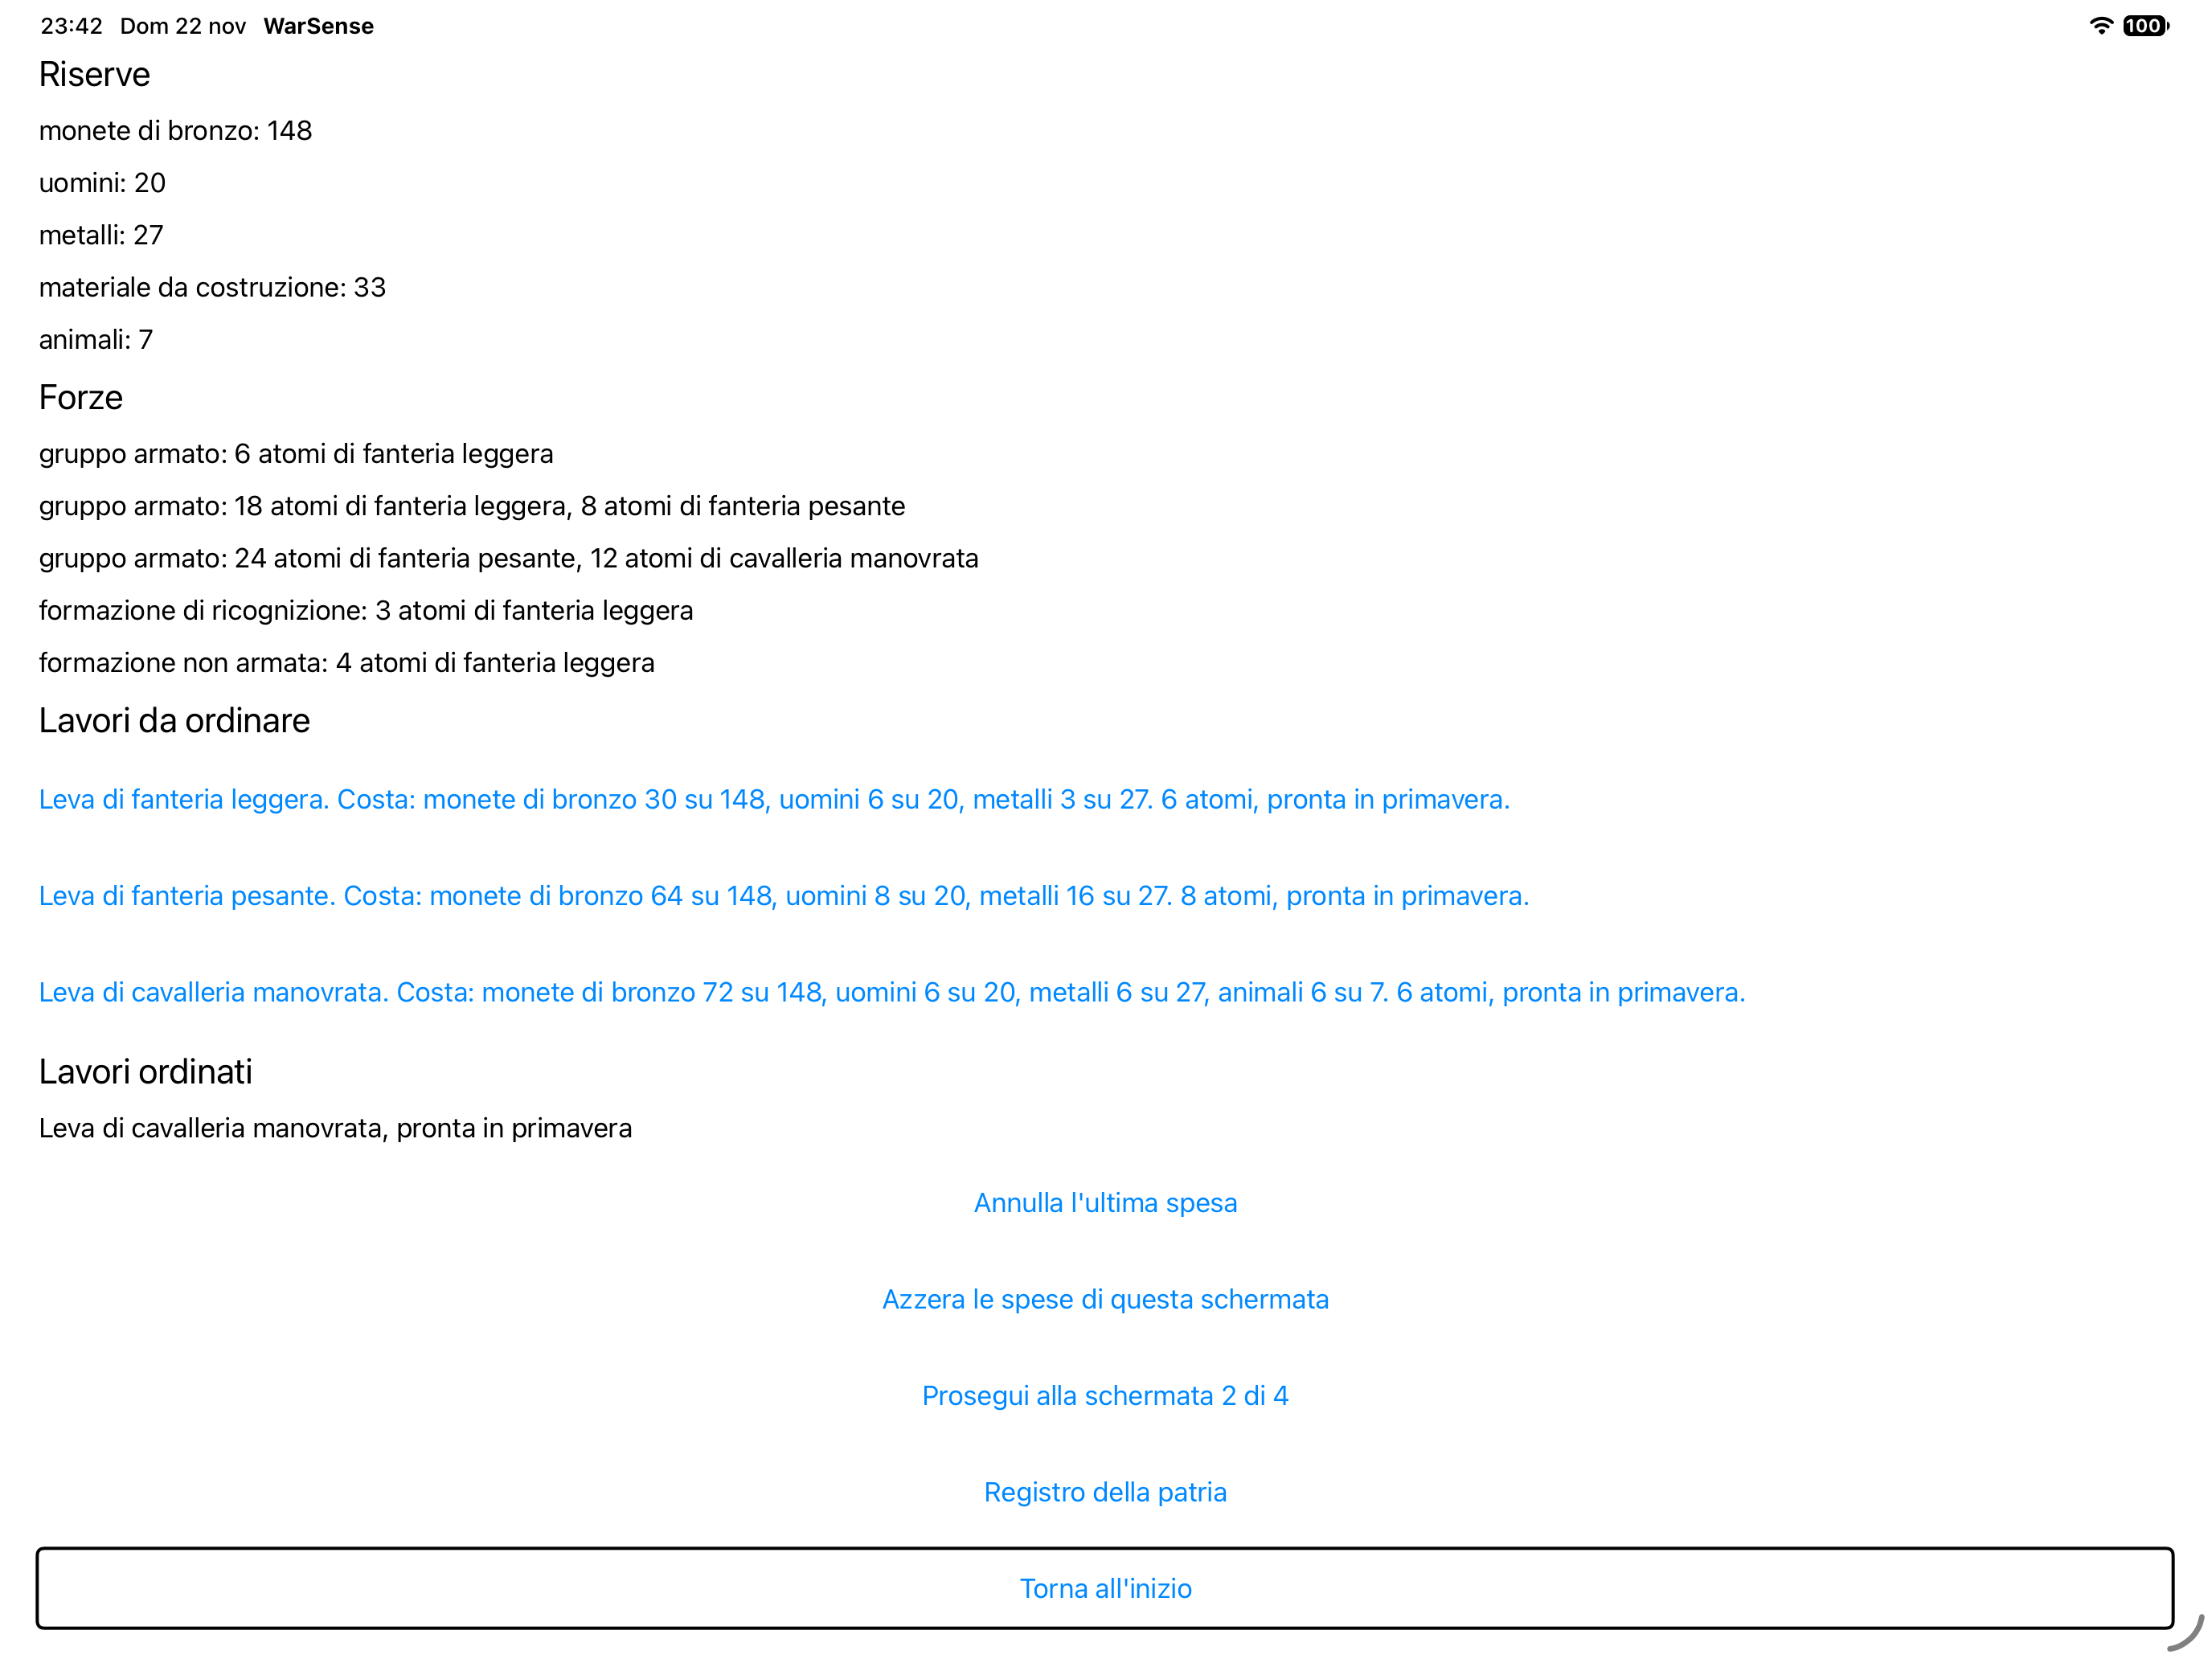 23:42 Dom 22 nov WarSense 100
Riserve
monete di bronzo: 148
uomini: 20
metalli: 27
materiale da costruzione: 33
animali: 7
Forze
gruppo armato: 6 atomi di fanteria leggera
gruppo armato: 18 atomi di fanteria leggera, 8 atomi di fanteria pesante
gruppo armato: 24 atomi di fanteria pesante, 12 atomi di cavalleria manovrata
formazione di ricognizione: 3 atomi di fanteria leggera
formazione non armata: 4 atomi di fanteria leggera
Lavori da ordinare
Leva di fanteria leggera. Costa: monete di bronzo 30 su 148, uomini 6 su 20, metalli 3 su 27. 6 atomi, pronta in primavera.
Leva di fanteria pesante. Costa: monete di bronzo 64 su 148, uomini 8 su 20, metalli 16 su 27. 8 atomi, pronta in primavera.
Leva di cavalleria manovrata. Costa: monete di bronzo 72 su 148, uomini 6 su 20, metalli 6 su 27, animali 6 su 7. 6 atomi, pronta in primavera.
Lavori ordinati
Leva di cavalleria manovrata, pronta in primavera
Annulla l'ultima spesa
Azzera le spese di questa schermata
Prosegui alla schermata 2 di 4
Registro della patria
Torna all'inizio